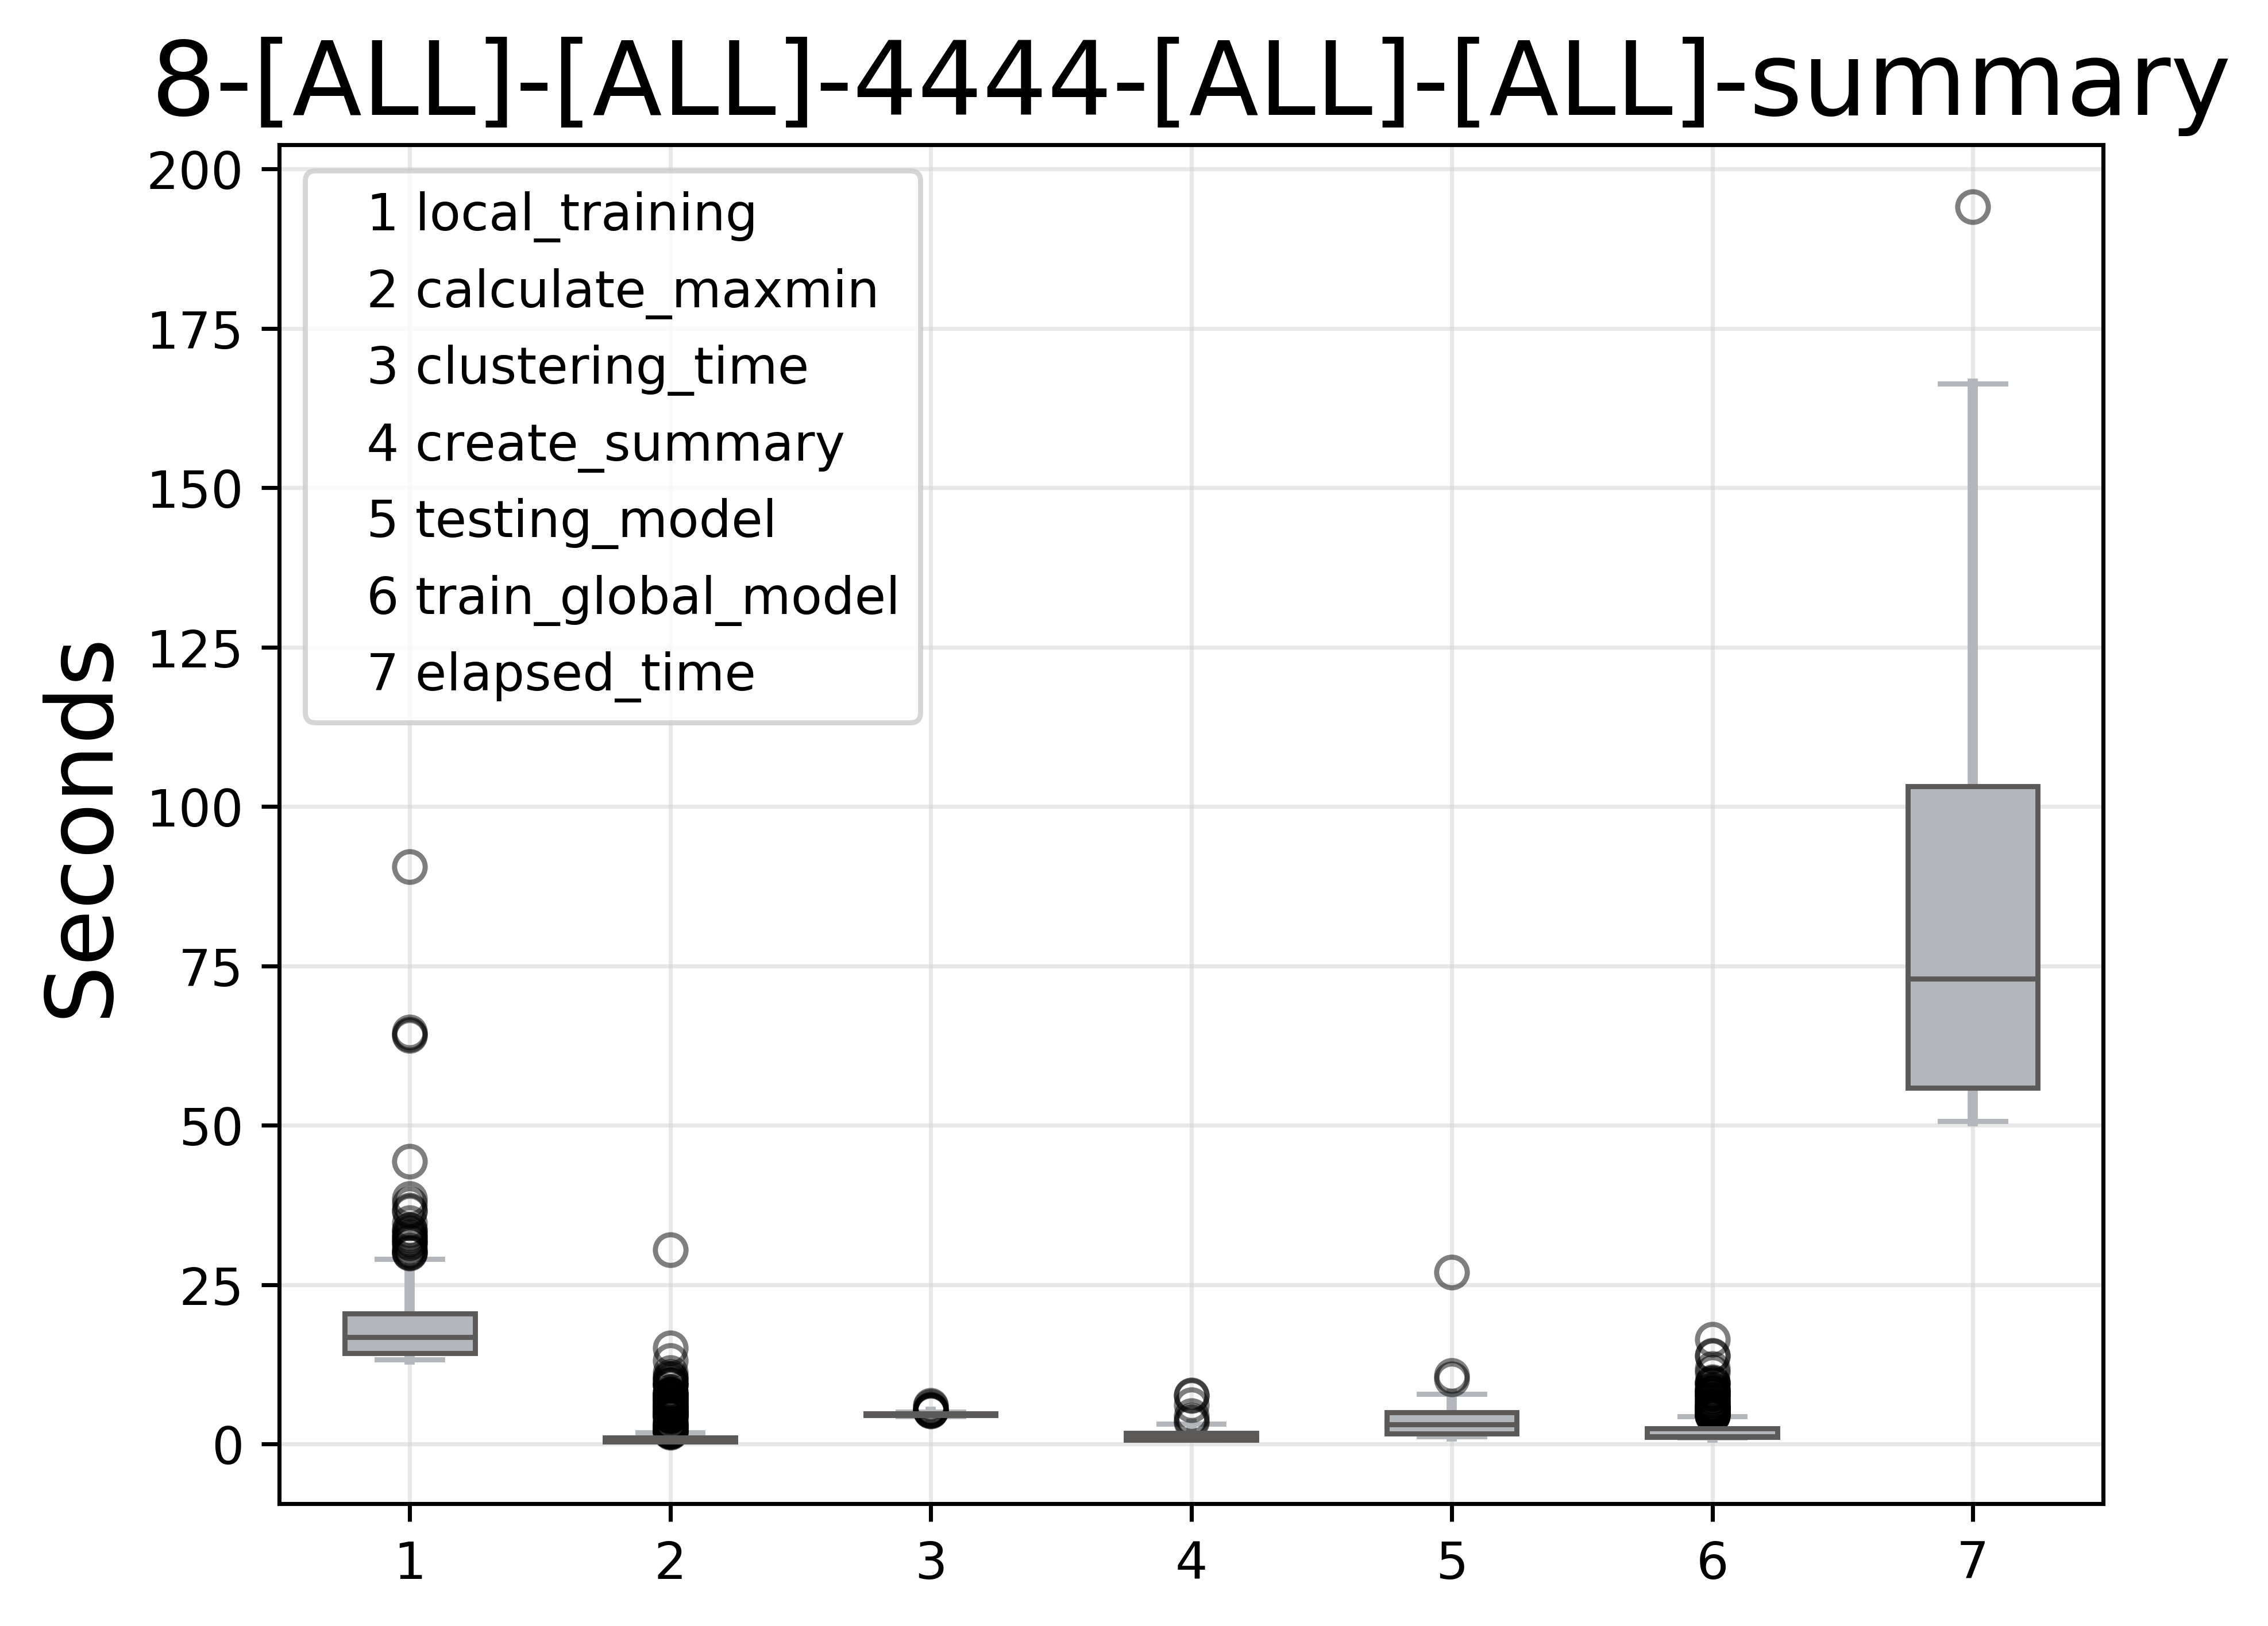 8-[ALL]-[ALL]-4444-[ALL]-[ALL]-summary
Seconds
200
175
150
125
100
75
50
25
0
1 local_training
2 calculate_maxmin
3 clustering_time
4 create_summary
5 testing_model
6 train_global_model
7 elapsed_time
1 2 3 4 5 6 7